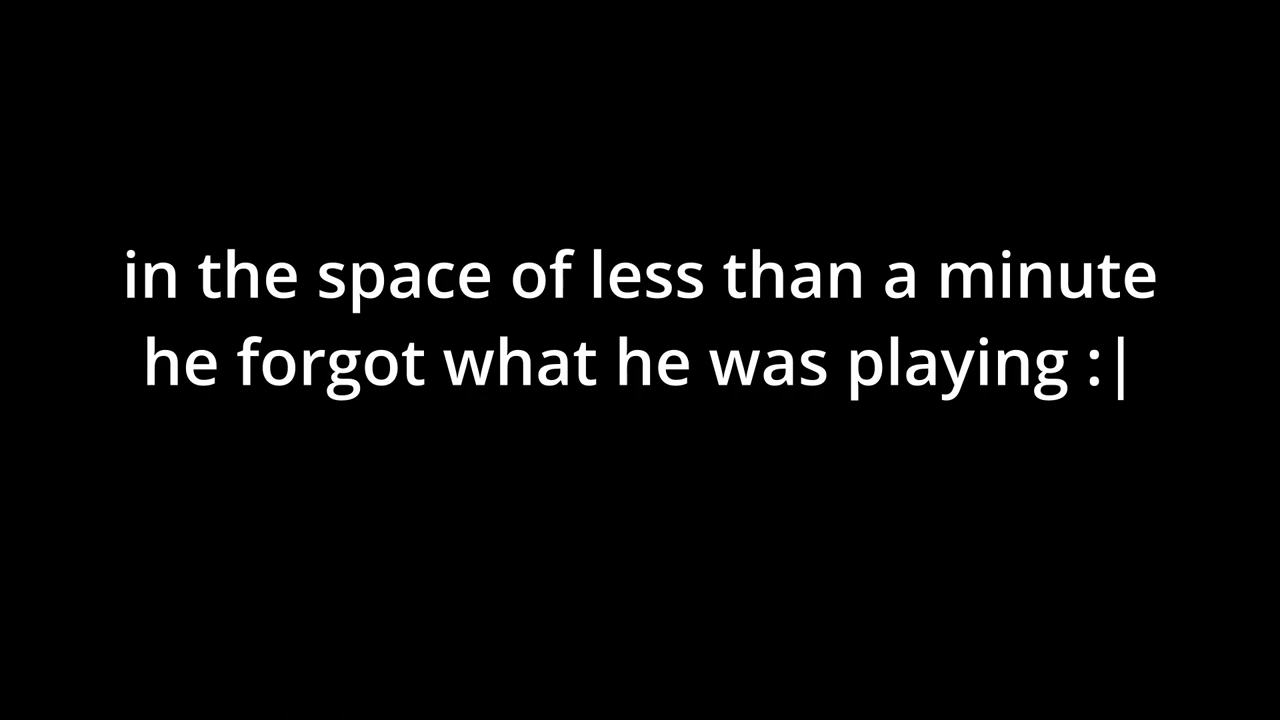 in the space of less than a minute
he forgot what he was playing :|